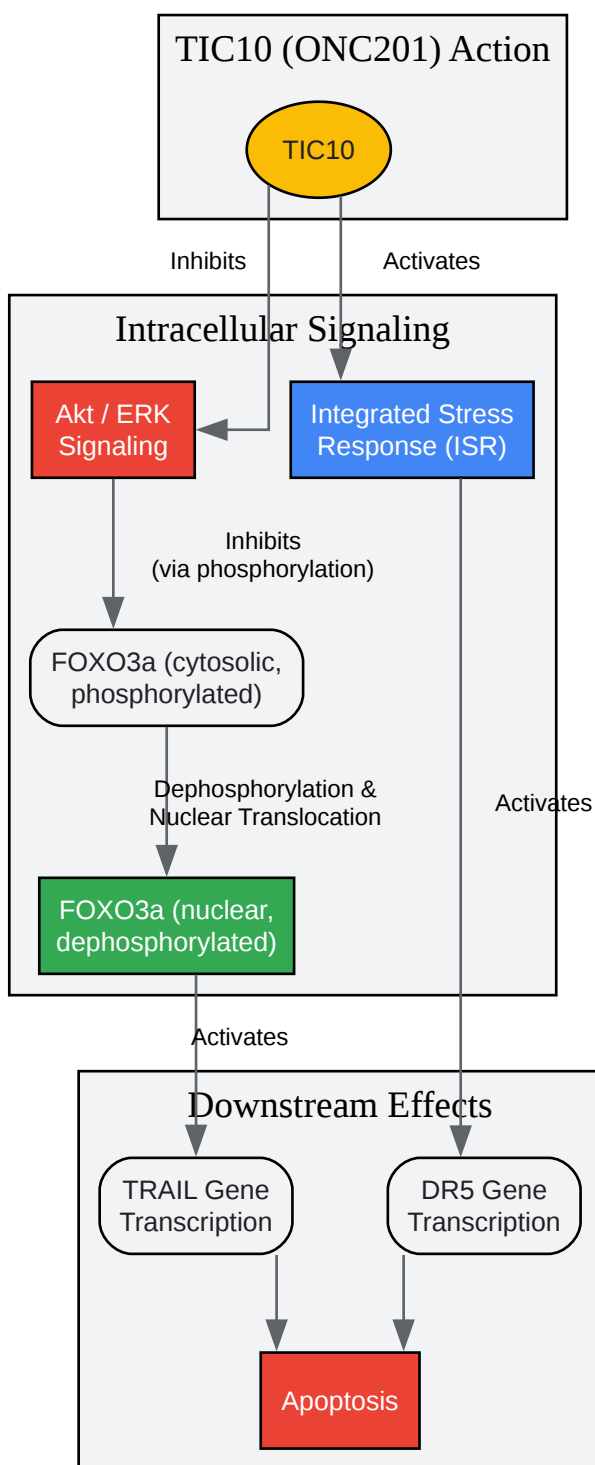 TIC10 (ONC201) Action
TIC10
Inhibits
Activates
Intracellular Signaling
Akt / ERK
Signaling
Integrated Stress
Response (ISR)
Inhibits
(via phosphorylation)
FOXO3a (cytosolic,
phosphorylated)
Dephosphorylation &
Nuclear Translocation
Activates
FOXO3a (nuclear,
dephosphorylated)
Activates
Downstream Effects
TRAIL Gene
Transcription
DR5 Gene
Transcription
Apoptosis